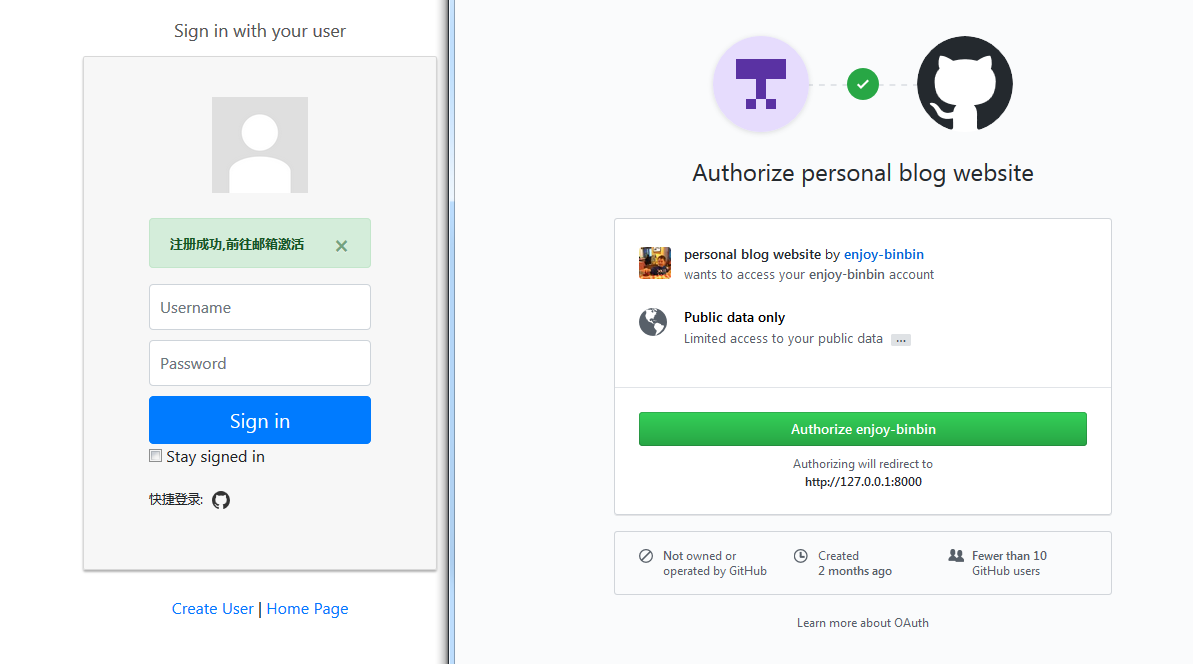 Sign in with your user
注册成功,前往邮箱激活 ×
Username
Password
Sign in
Stay signed in
快捷登录:
Create User | Home Page
Authorize personal blog website
personal blog website by enjoy-binbin
wants to access your enjoy-binbin account
Public data only
Limited access to your public data ...
Authorize enjoy-binbin
Authorizing will redirect to
http://127.0.0.1:8000
Not owned or
operated by GitHub
Created
2 months ago
Fewer than 10
GitHub users
Learn more about OAuth